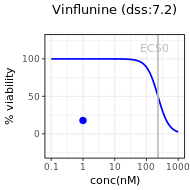 Vinflunine (dss:7.2)
EC50
% viability
100
50
0
0.1 1 10 100 1000
conc(nM)